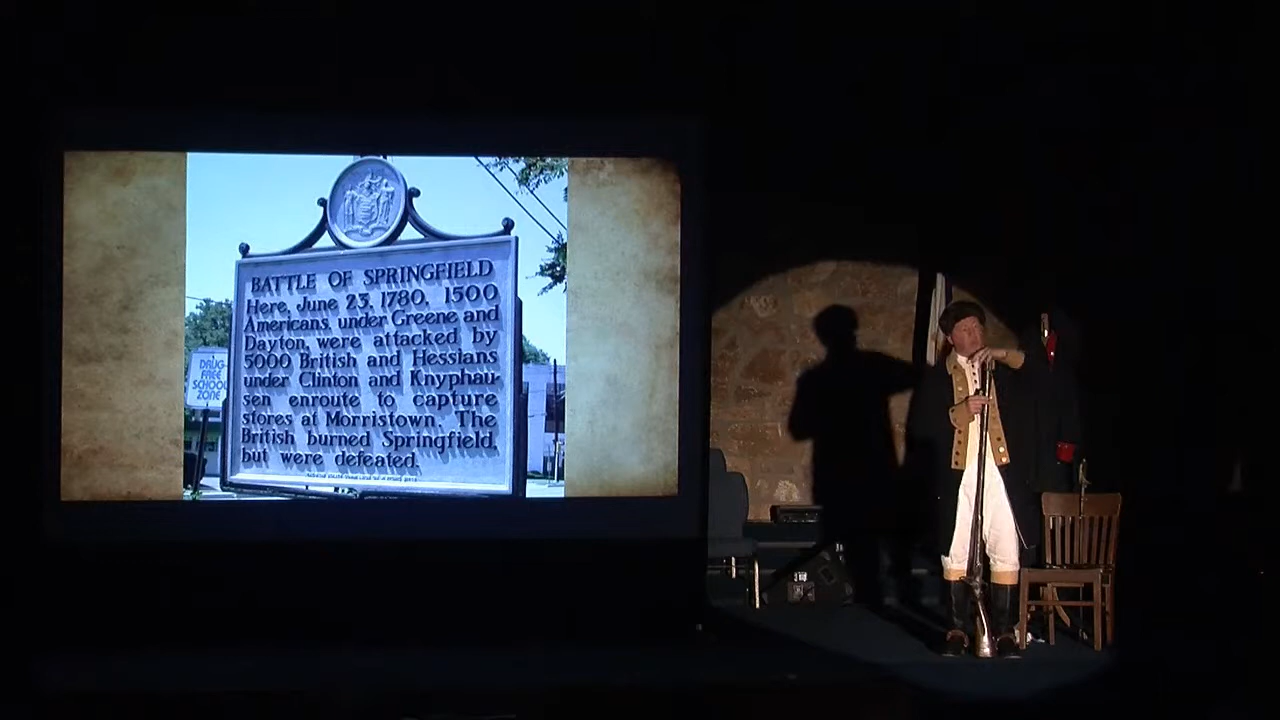 BATTLE OF SPRINGFIELD
Here, June 23, 1780, 1500
Americans, under Greene and
Dayton, were attacked by
5000 British and Hessians
under Clinton and Knyphau-
sen enroute to capture
stores at Morristown. The
British burned Springfield,
but were defeated.
DRUG
FREE
SCHOOL
ZONE